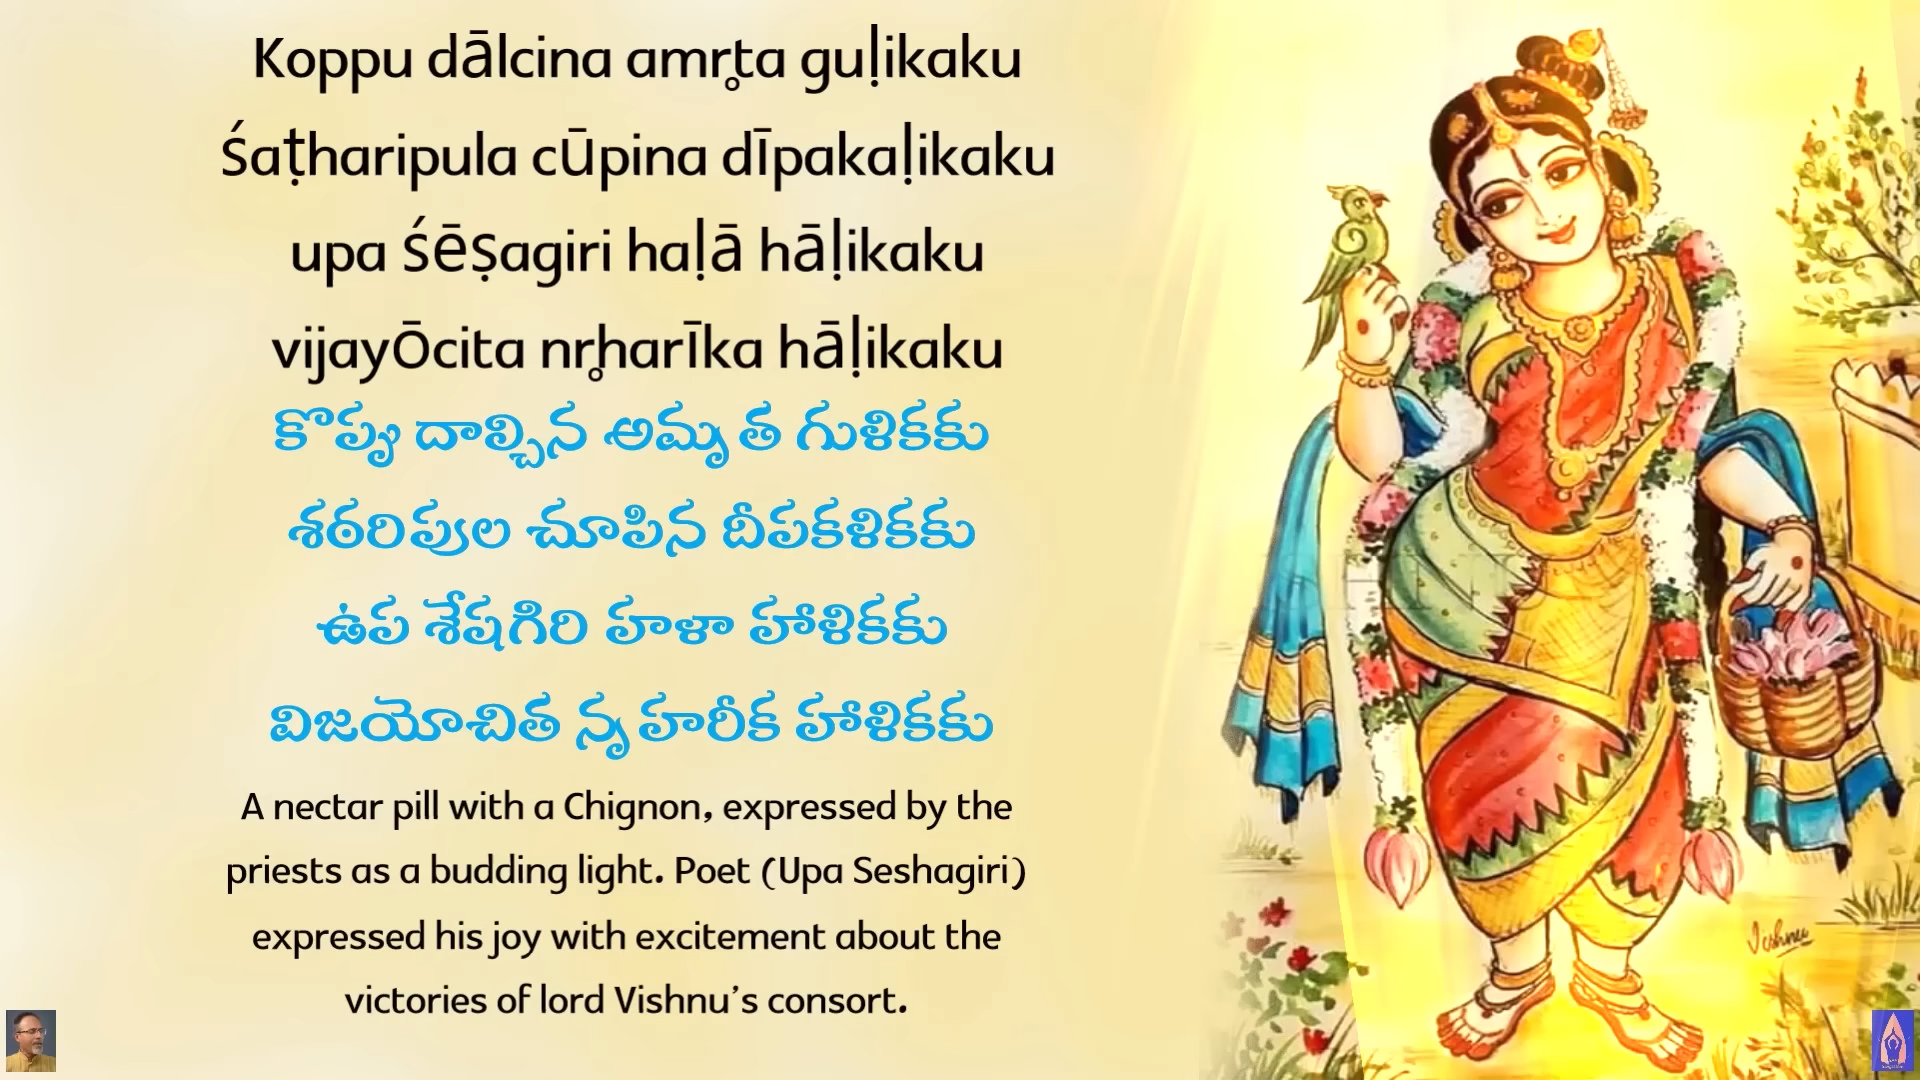 Koppu dālcina amr̥ta guḷikaku
śaṭharipula cūpina dīpakaḷikaku
upa śēṣagiri haḷā hāḷikaku
vijayŌcita nr̥harīka hāḷikaku
కొప్పు దాల్చిన అమృత గుళికకు
శఠరిపుల చూపిన దీపకళికకు
ఉప శేషగిరి హళా హాళికకు
విజయోచిత నృహరీక హాళికకు
A nectar pill with a Chignon, expressed by the
priests as a budding light. Poet (Upa Seshagiri)
expressed his joy with excitement about the
victories of lord Vishnu's consort.